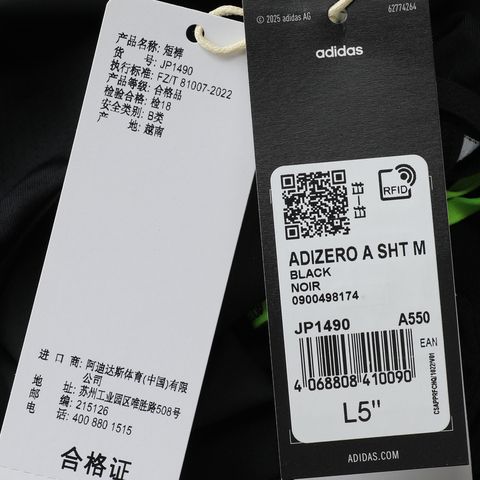 产品名称: 短裤
货 号: JP1490
执行标准: FZ/T 81007-2022
产品等级: 合格品
检验合格: 检18
安全类别: B类
产 地: 越南
进 口 商: 阿迪达斯体育(中国)有限
公司
地 址: 苏州工业园区唯胜路508号
邮 编: 215126
电 话: 400 880 1515
合格证
© 2025 adidas AG
62774264
adidas
RFID
ADIZERO A SHT M
BLACK
NOIR
0900498174
JP1490
A550
EAN
4 068808 410090
L5"
ADIDAS.COM